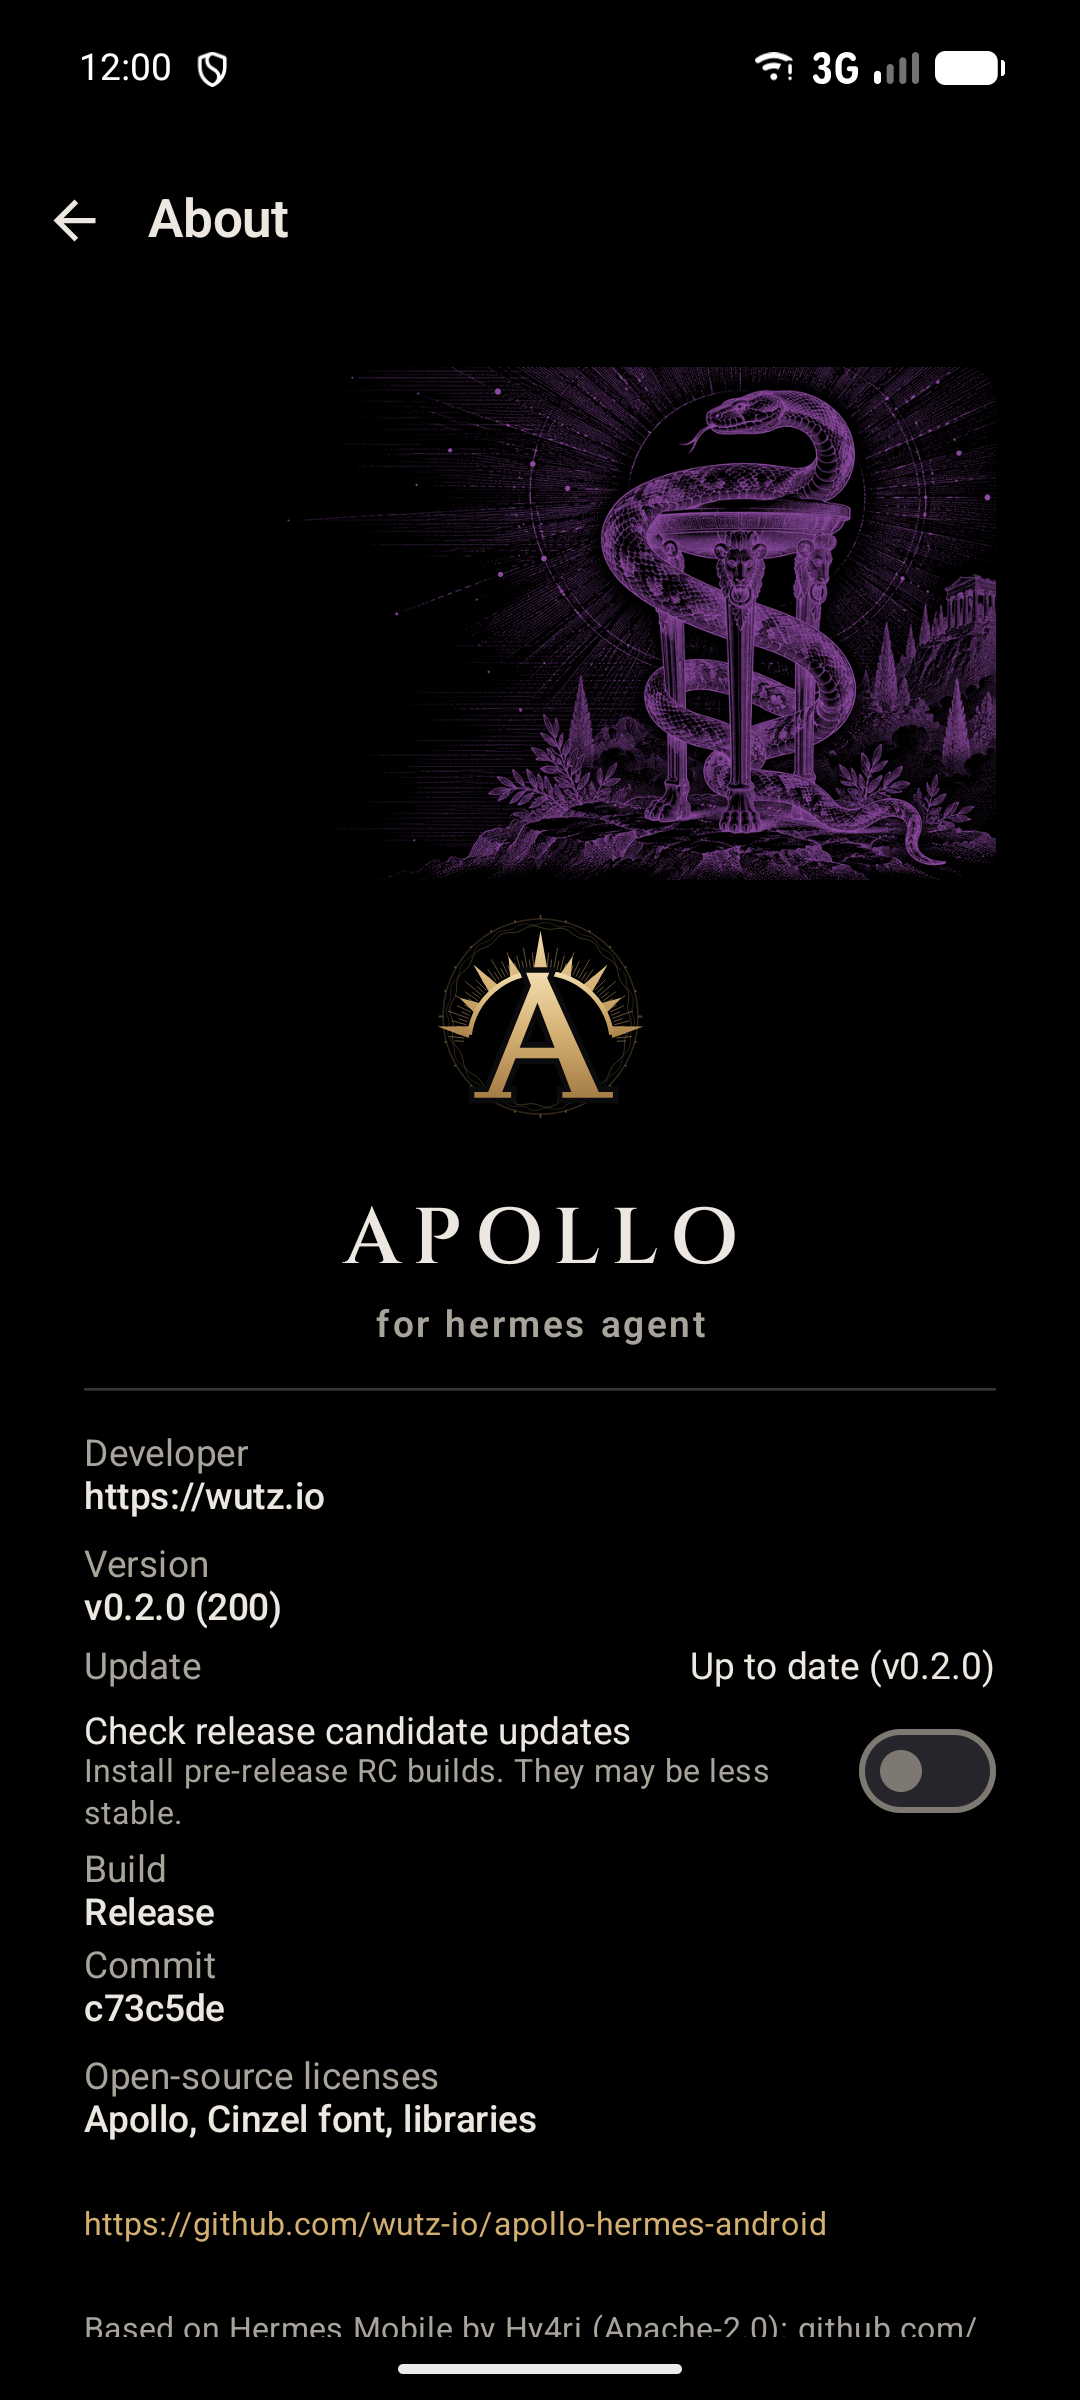 12:00
3G
About
A
APOLLO
for hermes agent
Developer
https://wutz.io
Version
v0.2.0 (200)
Update
Up to date (v0.2.0)
Check release candidate updates
Install pre-release RC builds. They may be less
stable.
Build
Release
Commit
c73c5de
Open-source licenses
Apollo, Cinzel font, libraries
https://github.com/wutz-io/apollo-hermes-android
Based on Hermes Mobile by Hy4ri (Apache-2.0): github.com/